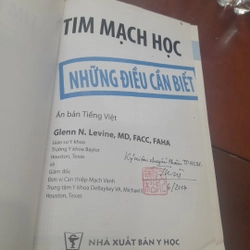 TIM MẠCH HỌC
NHỮNG ĐIỀU CẦN BIẾT
Ấn bản Tiếng Việt
Glenn N. Levine, MD, FACC, FAHA
Giáo sư Y khoa
Trường Y khoa Baylor
Houston, Texas
và
Giám đốc
Đơn vị Can thiệp Mạch Vành
Trung tâm Y khoa DeBaykey VA, Michael
Houston, Texas
NHÀ XUẤT BẢN Y HỌC